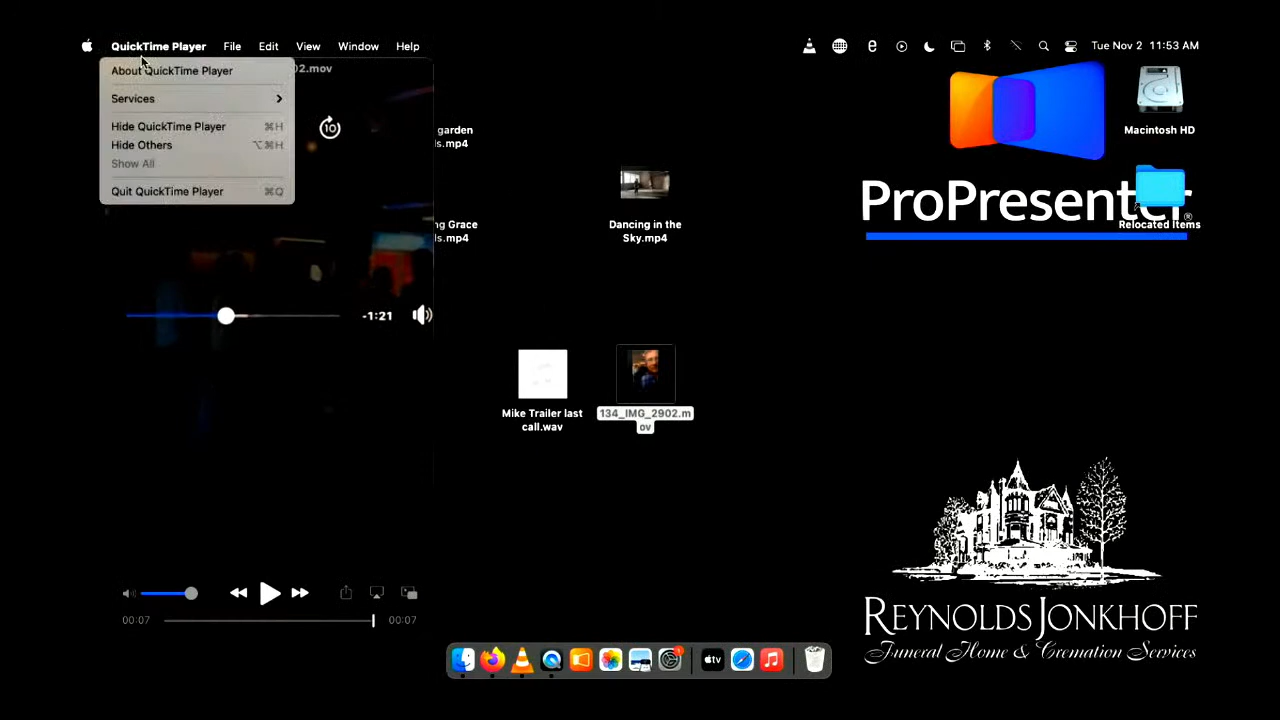 QuickTime Player File Edit View Window Help
Tue Nov 2 11:53 AM
About QuickTime Player
02.mov
Services
Hide QuickTime Player ⌘H
Hide Others ⌥⌘H
Show All
Quit QuickTime Player ⌘Q
10
garden
ls.mp4
ng Grace
ls.mp4
Dancing in the
Sky.mp4
Macintosh HD
ProPresenter®
Relocated Items
-1:21
Mike Trailer last
call.wav
134_IMG_2902.m
ov
00:07 00:07
tv
REYNOLDS JONKHOFF
Funeral Home & Cremation Services